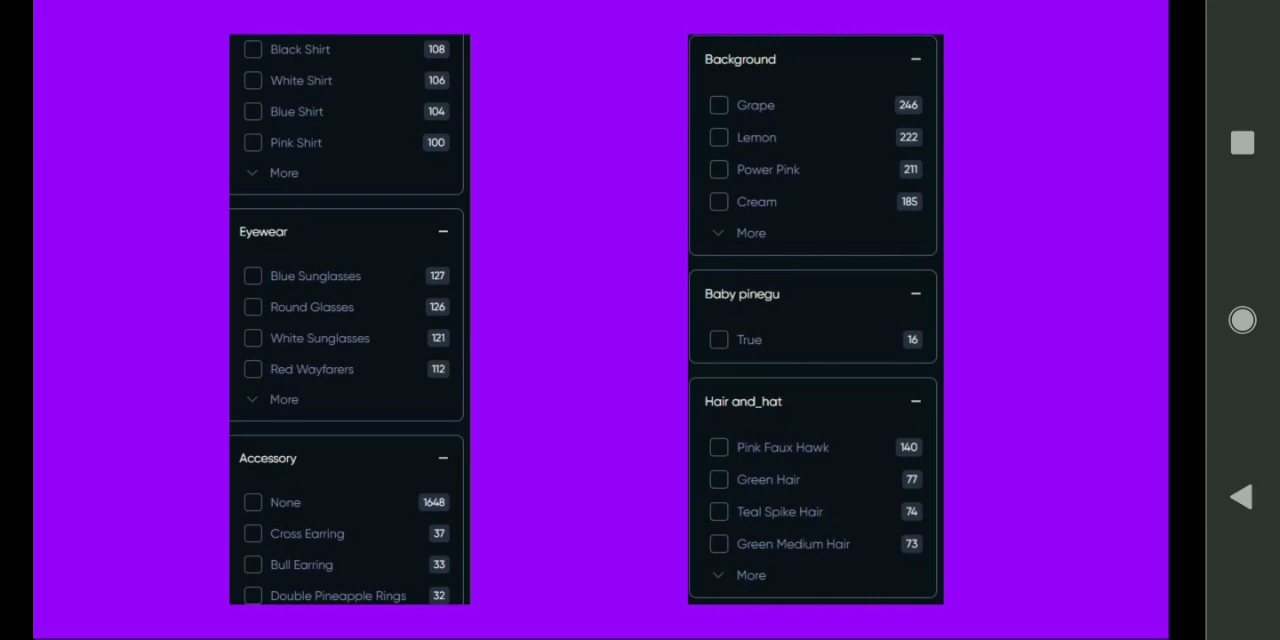 Black Shirt 108
White Shirt 106
Blue Shirt 104
Pink Shirt 100
More
Eyewear
Blue Sunglasses 127
Round Glasses 126
White Sunglasses 121
Red Wayfarers 112
More
Accessory
None 1648
Cross Earring 37
Bull Earring 33
Double Pineapple Rings 32
Background
Grape 246
Lemon 222
Power Pink 211
Cream 185
More
Baby pinegu
True 16
Hair and_hat
Pink Faux Hawk 140
Green Hair 77
Teal Spike Hair 74
Green Medium Hair 73
More